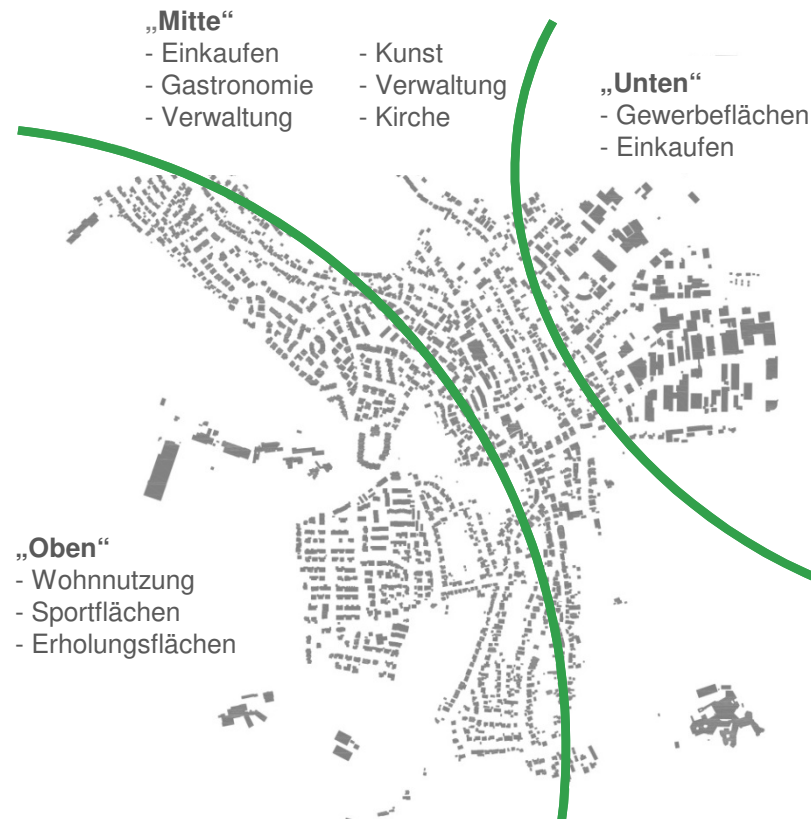 „Mitte“
- Einkaufen
- Gastronomie
- Verwaltung
- Kunst
- Verwaltung
- Kirche
„Unten“
- Gewerbeflächen
- Einkaufen
„Oben“
- Wohnnutzung
- Sportflächen
- Erholungsflächen